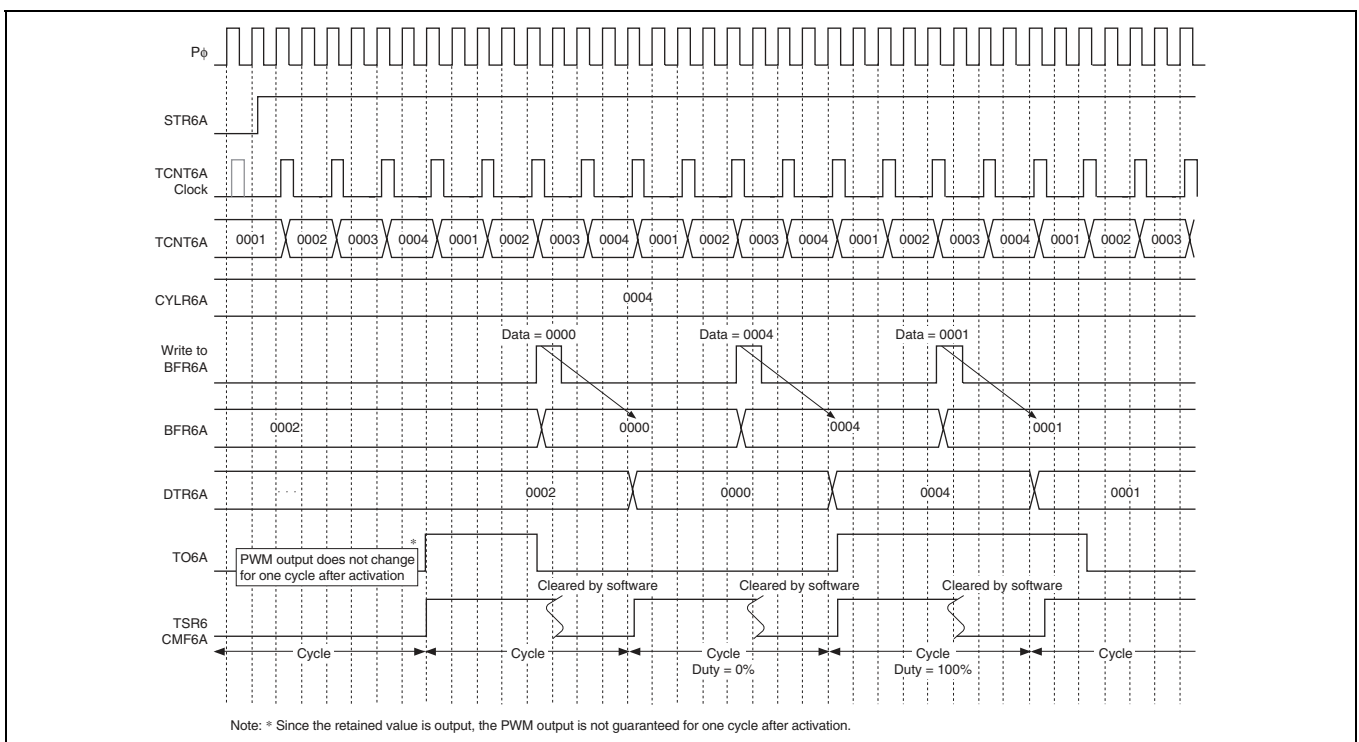 Pϕ
STR6A
TCNT6A
Clock
TCNT6A 0001 0002 0003 0004 0001 0002 0003 0004 0001 0002 0003 0004 0001 0002 0003 0004 0001 0002 0003
CYLR6A 0004
Data = 0000 Data = 0004 Data = 0001
Write to
BFR6A
BFR6A 0002 0000 0004 0001
DTR6A ··· 0002 0000 0004 0001
*
TO6A PWM output does not change
for one cycle after activation
Cleared by software Cleared by software Cleared by software
TSR6
CMF6A
Cycle Cycle Cycle Cycle Cycle
Duty = 0% Duty = 100%
Note: * Since the retained value is output, the PWM output is not guaranteed for one cycle after activation.